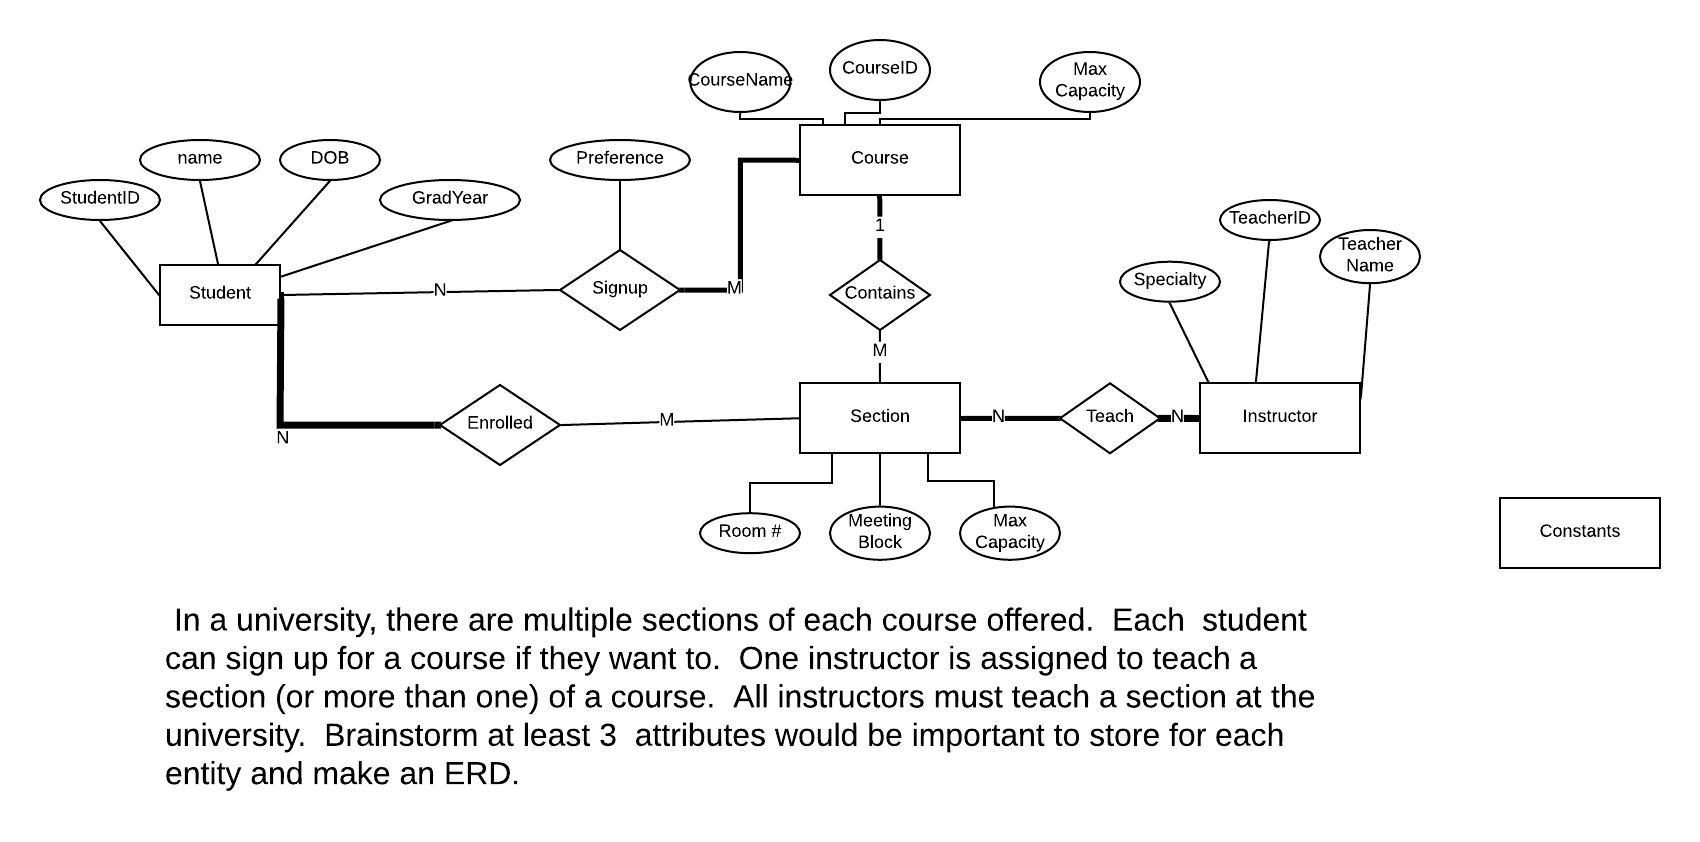 CourseName
CourseID
Max
Capacity
name
DOB
Preference
Course
StudentID
GradYear
TeacherID
1
Teacher
Name
Specialty
Student
N
Signup
M
Contains
M
Enrolled
M
Section
N
Teach
N
Instructor
N
Room #
Meeting
Block
Max
Capacity
Constants
In a university, there are multiple sections of each course offered.  Each  student
can sign up for a course if they want to.  One instructor is assigned to teach a
section (or more than one) of a course.  All instructors must teach a section at the
university.  Brainstorm at least 3  attributes would be important to store for each
entity and make an ERD.